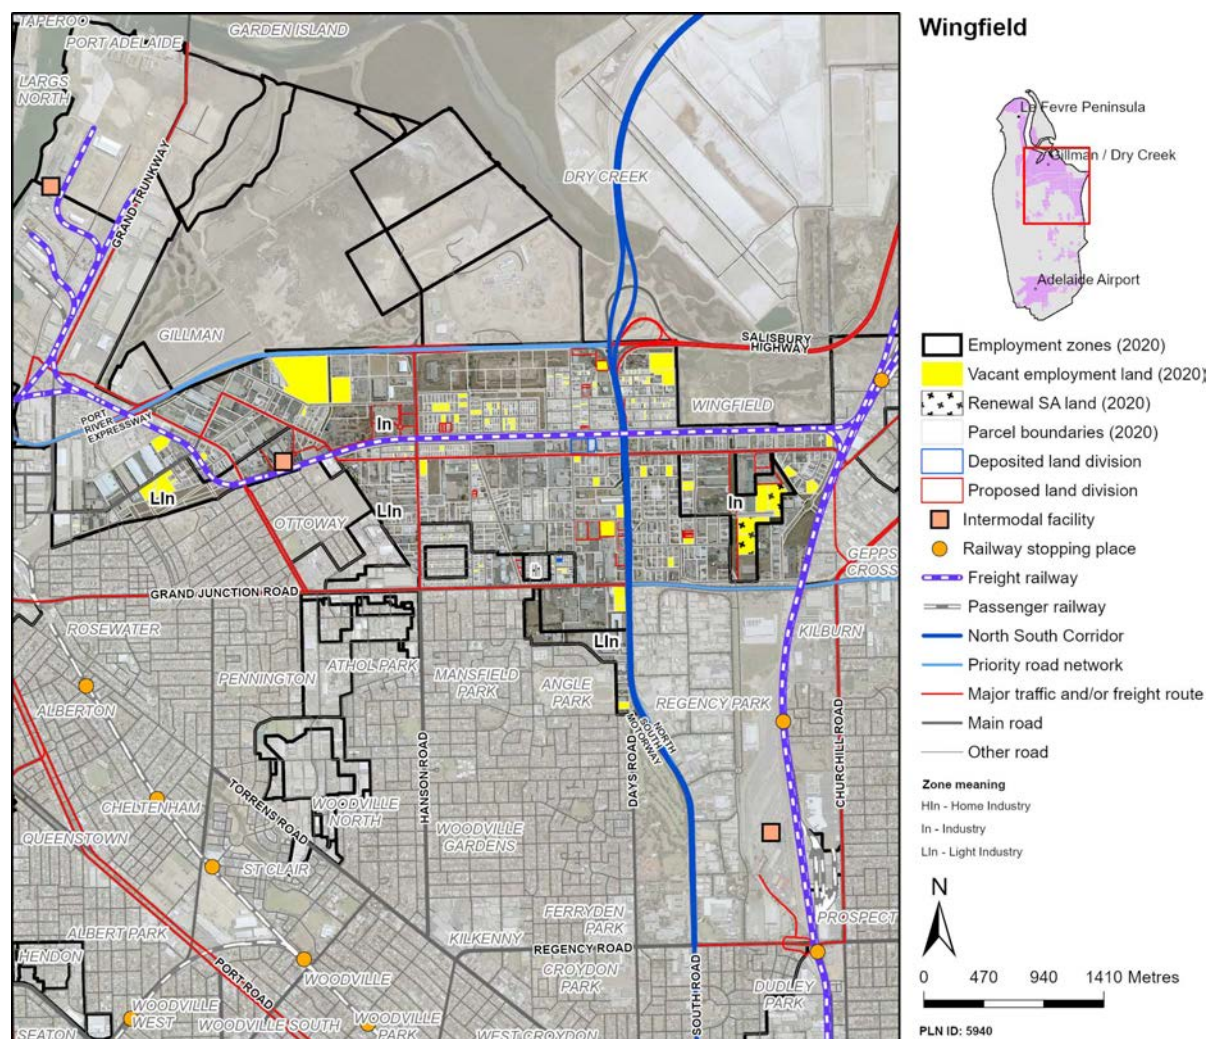 Wingfield
TAPEROO
PORT ADELAIDE
GARDEN ISLAND
LARGS
NORTH
GRAND TRUNKWAY
DRY CREEK
GILLMAN
SALISBURY
HIGHWAY
PORT
RIVER
EXPRESSWAY
WINGFIELD
In
LIn
LIn
In
OTTOWAY
GEPPS
CROSS
GRAND JUNCTION ROAD
ROSEWATER
KILBURN
LIn
ATHOL PARK
PENNINGTON
MANSFIELD
PARK
ANGLE
PARK
REGENCY PARK
ALBERTON
NORTH
SOUTH
MOTORWAY
HANSON ROAD
DAYS ROAD
CHURCHILL ROAD
TORRENS ROAD
CHELTENHAM
WOODVILLE
NORTH
QUEENSTOWN
WOODVILLE
GARDENS
ST CLAIR
FERRYDEN
PARK
PROSPECT
ALBERT PARK
KILKENNY
REGENCY ROAD
HENDON
CROYDON
PARK
PORT ROAD
WOODVILLE
DUDLEY
PARK
SOUTH ROAD
WOODVILLE
WEST
WOODVILLE SOUTH
WOODVILLE
PARK
SEATON
WEST CROYDON
Le Fevre Peninsula
Gillman / Dry Creek
Adelaide Airport
Employment zones (2020)
Vacant employment land (2020)
Renewal SA land (2020)
Parcel boundaries (2020)
Deposited land division
Proposed land division
Intermodal facility
Railway stopping place
Freight railway
Passenger railway
North South Corridor
Priority road network
Major traffic and/or freight route
Main road
Other road
Zone meaning
HIn - Home Industry
In - Industry
LIn - Light Industry
N
0 470 940 1410 Metres
PLN ID: 5940